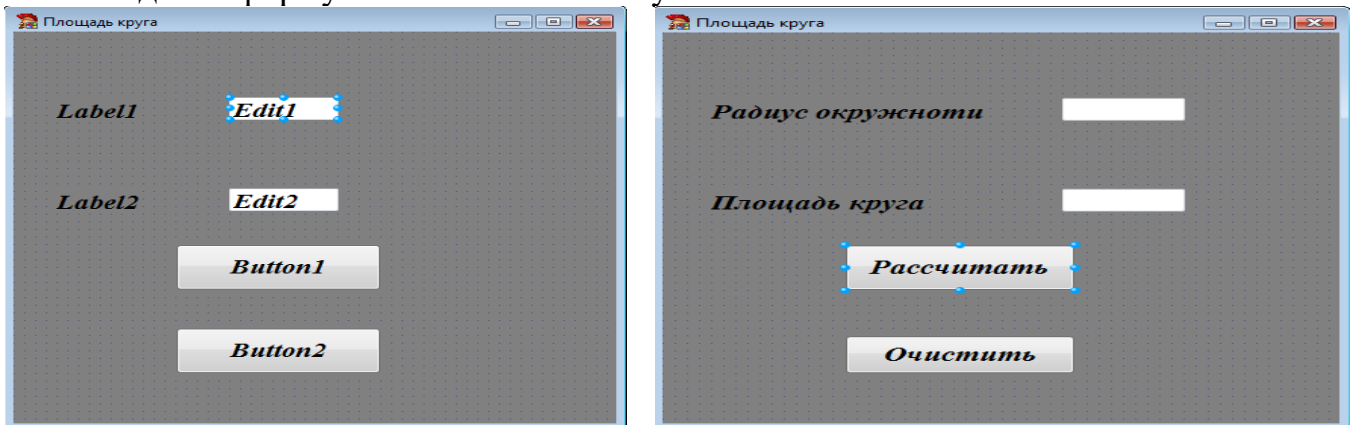 Площадь круга
Label1 Edit1
Label2 Edit2
Button1
Button2
Площадь круга
Радиус окружноти
Площадь круга
Рассчитать
Очистить